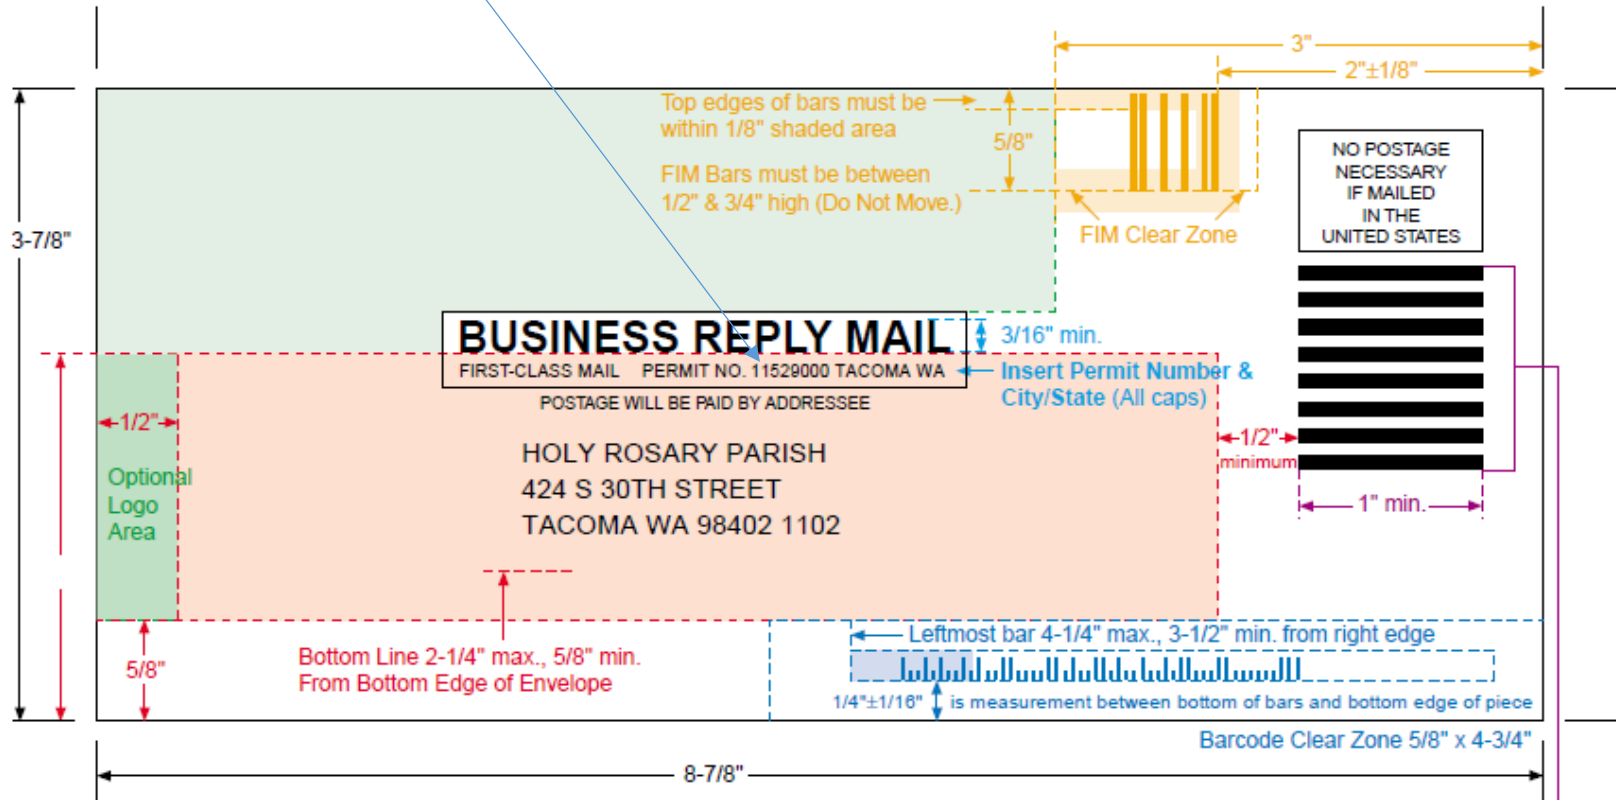 3"
2"±1/8"
Top edges of bars must be
within 1/8" shaded area
5/8"
FIM Bars must be between
1/2" & 3/4" high (Do Not Move.)
FIM Clear Zone
NO POSTAGE
NECESSARY
IF MAILED
IN THE
UNITED STATES
3-7/8"
BUSINESS REPLY MAIL
3/16" min.
FIRST-CLASS MAIL PERMIT NO. 11529000 TACOMA WA
Insert Permit Number &
City/State (All caps)
POSTAGE WILL BE PAID BY ADDRESSEE
1/2"
1/2"
minimum
HOLY ROSARY PARISH
424 S 30TH STREET
TACOMA WA 98402 1102
Optional
Logo
Area
1" min.
Leftmost bar 4-1/4" max., 3-1/2" min. from right edge
5/8"
Bottom Line 2-1/4" max., 5/8" min.
From Bottom Edge of Envelope
1/4"±1/16" is measurement between bottom of bars and bottom edge of piece
Barcode Clear Zone 5/8" x 4-3/4"
8-7/8"